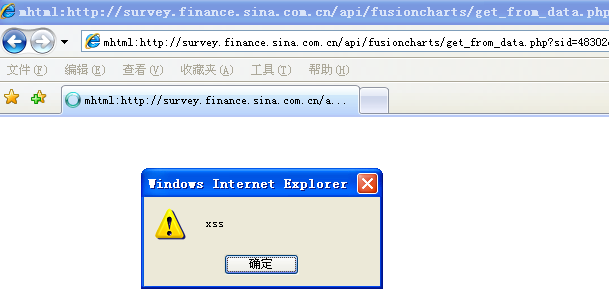 mhtml:http://survey.finance.sina.com.cn/api/fusioncharts/get_from_data.php
mhtml:http://survey.finance.sina.com.cn/api/fusioncharts/get_from_data.php?sid=48302
文件(F) 编辑(E) 查看(V) 收藏夹(A) 工具(T) 帮助(H)
mhtml:http://survey.finance.sina.com.cn/a...
Windows Internet Explorer
xss
确定